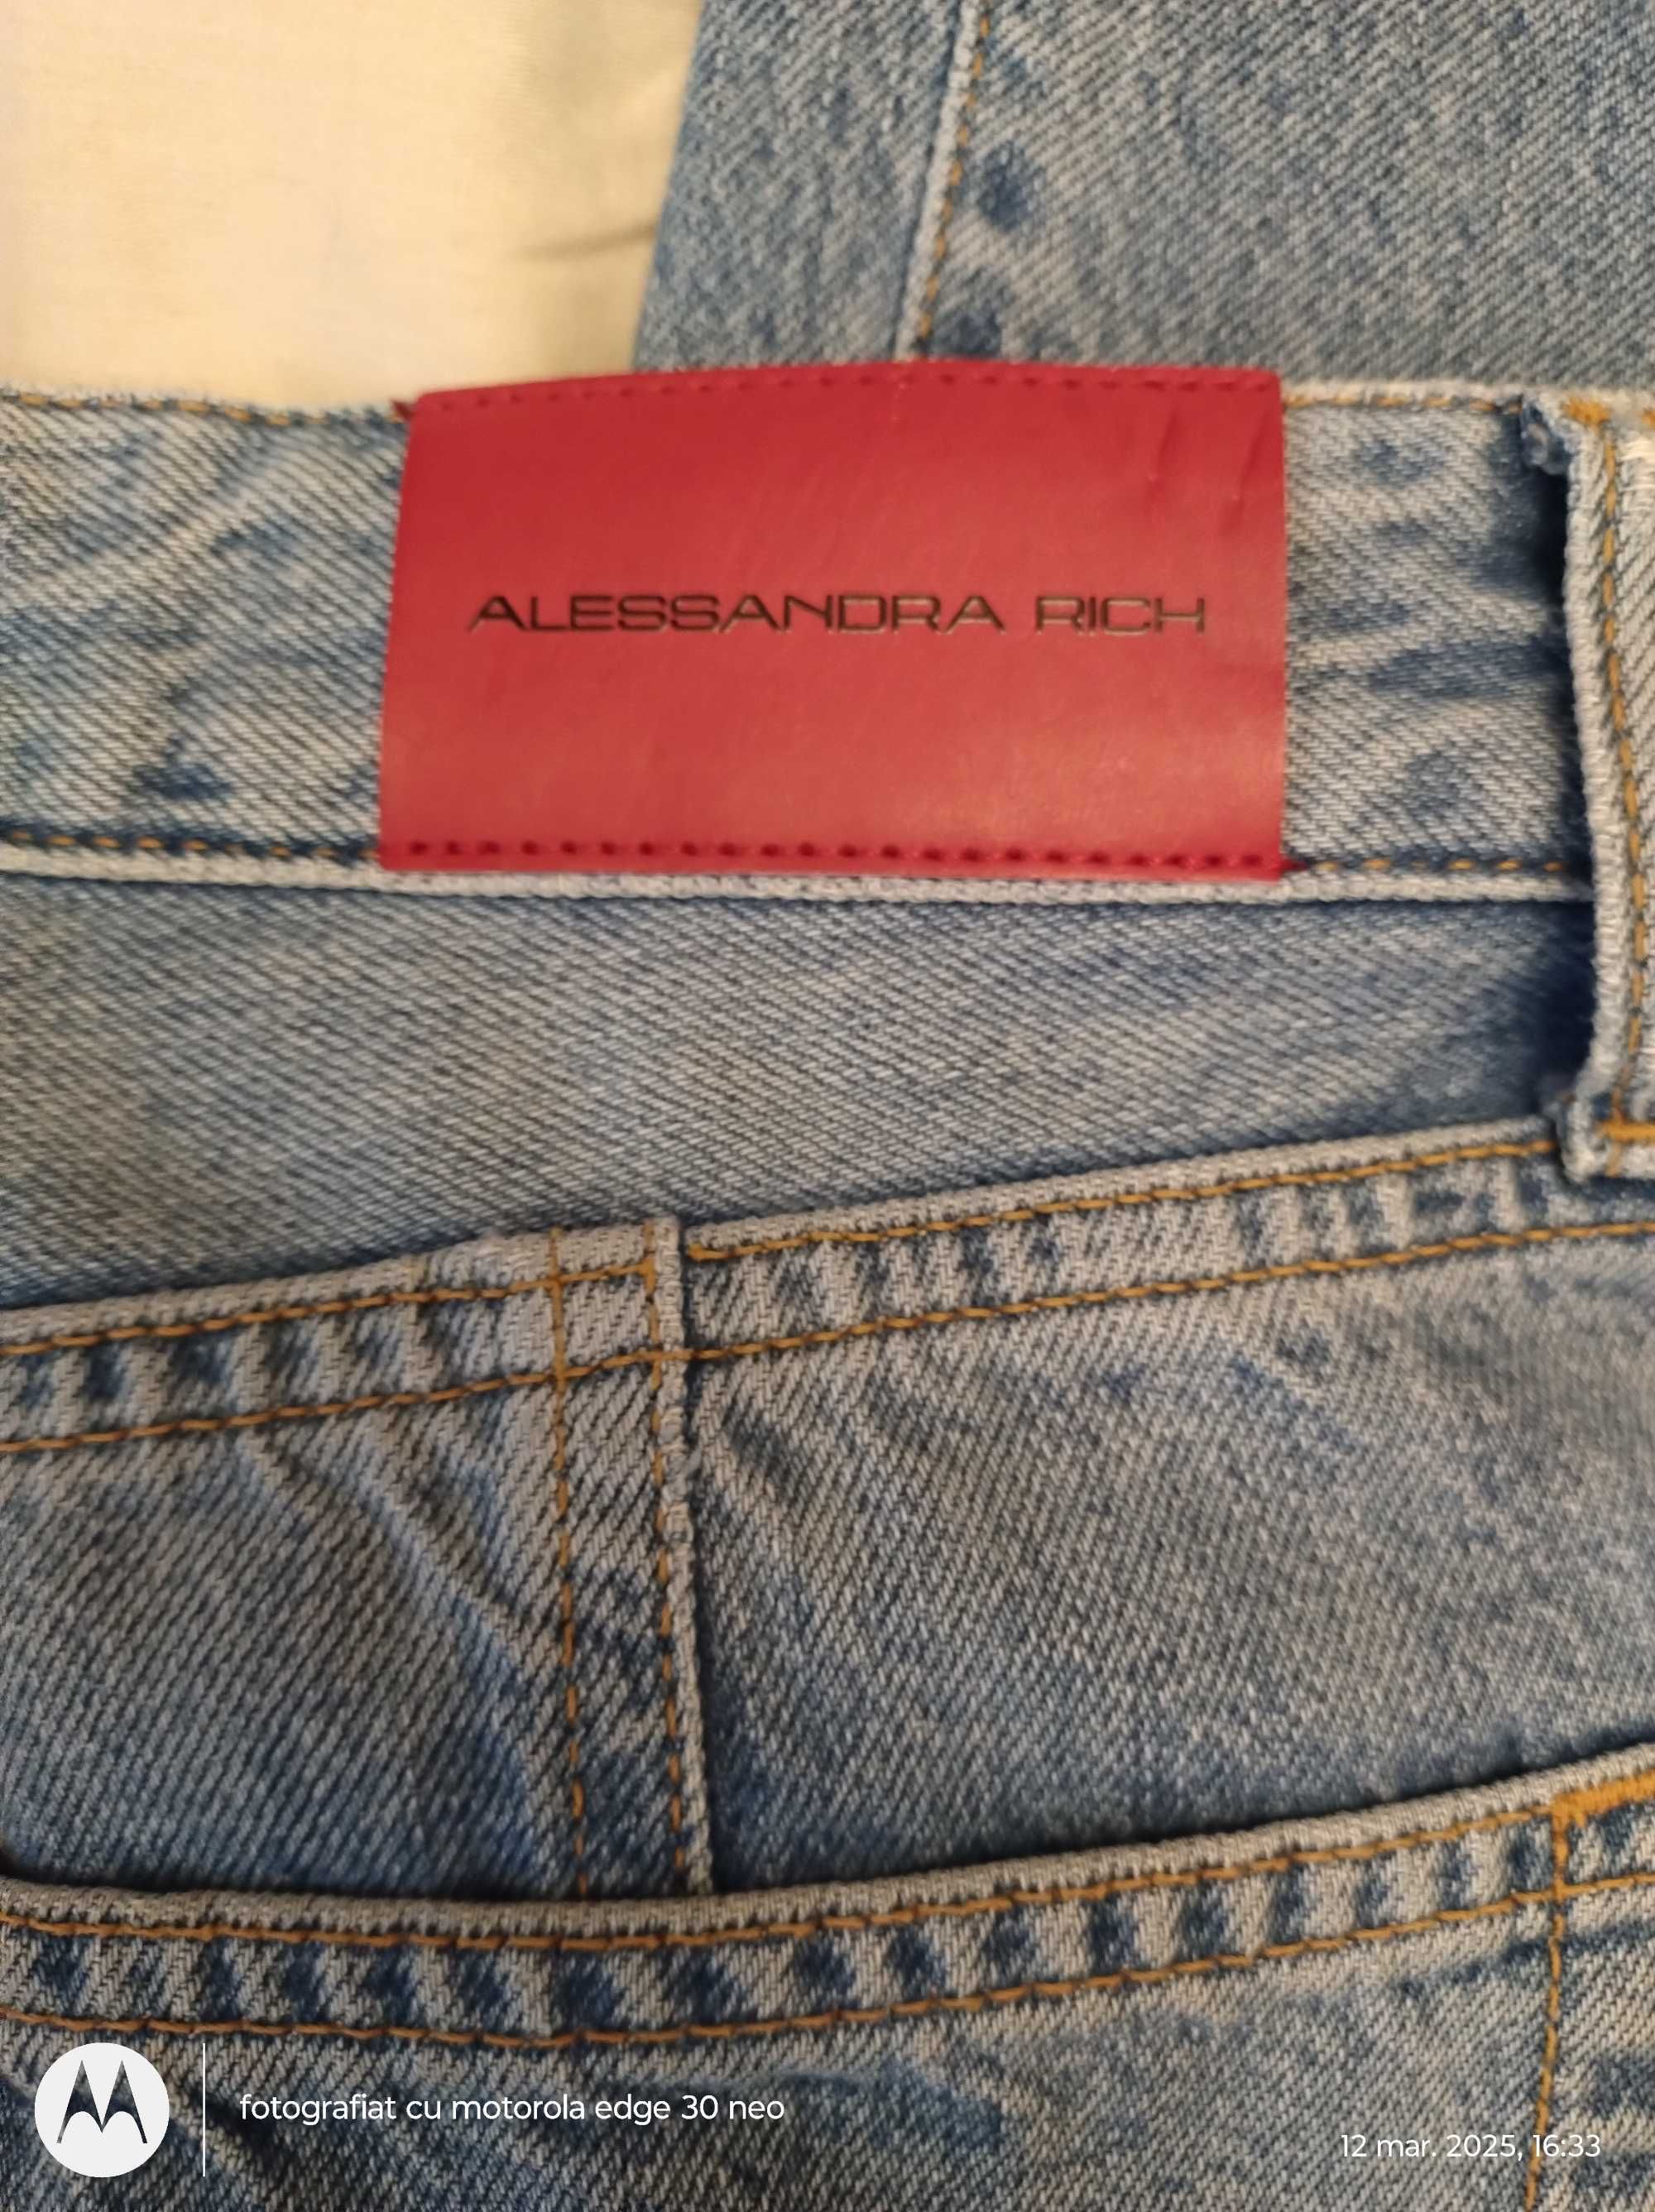 ALESSANDRA RICH
fotografiat cu motorola edge 30 neo
12 mar. 2025, 16:33